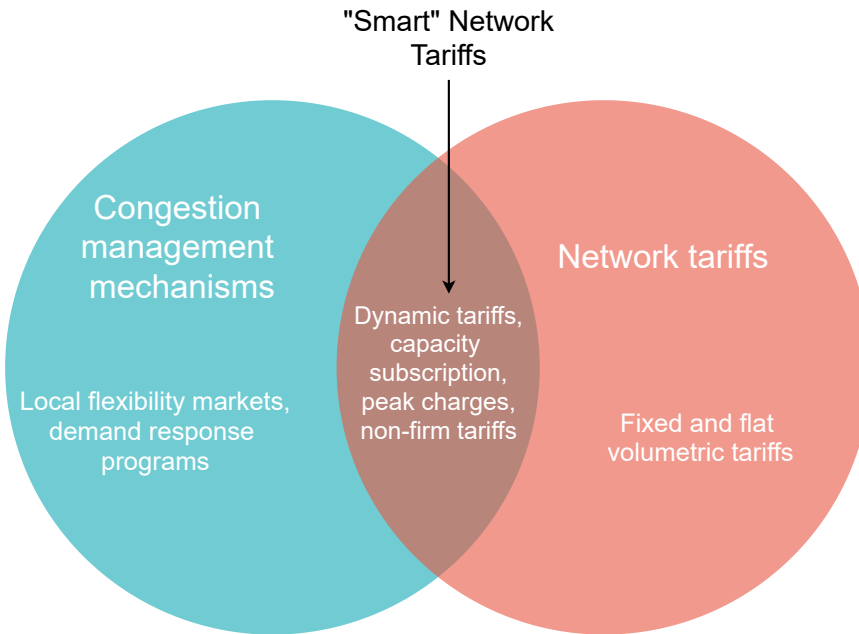 "Smart" Network
Tariffs
Congestion
management
mechanisms
Network tariffs
Dynamic tariffs,
capacity
subscription,
peak charges,
non-firm tariffs
Local flexibility markets,
demand response
programs
Fixed and flat
volumetric tariffs